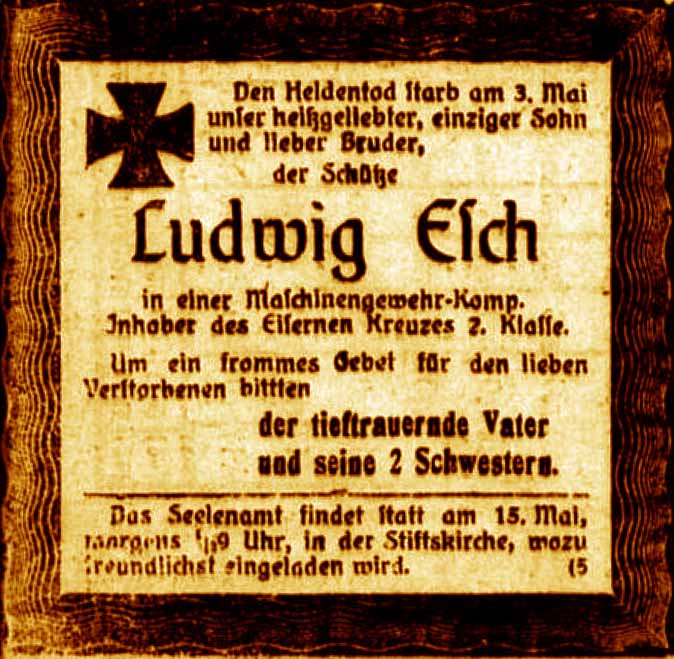 Den Heldentod ſtarb am 3. Mai
unſer heißgeliebter, einziger Sohn
und lieber Bruder,
der Schütze
Ludwig Eſch
in einer Maſchinengewehr-Komp.
Inhaber des Eiſernen Kreuzes 2. Klaſſe.
Um ein frommes Gebet für den lieben
Verſtorbenen bittten
der tieftrauernde Vater
und seine 2 Schwestern.
Das Seelenamt findet ſtatt am 15. Mai,
morgens ½9 Uhr, in der Stiftskirche, wozu
freundlichst eingeladen wird. (5